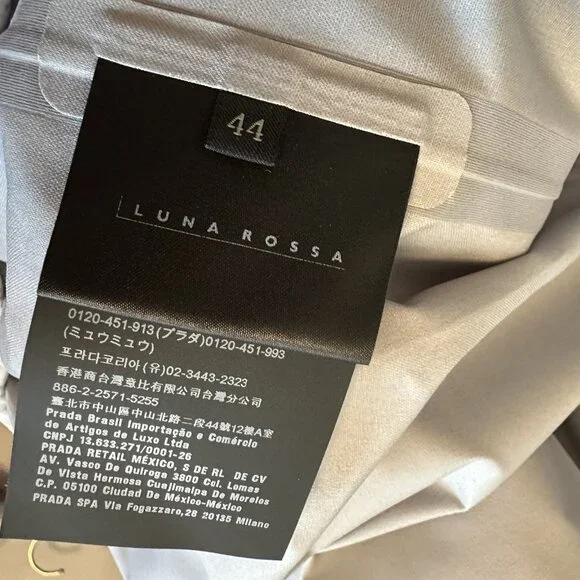 44
LUNA ROSSA
0120-451-913(プラダ)0120-451-993
(ミュウミュウ)
프라다코리아(유)02-3443-2323
香港商台灣薏比有限公司台灣分公司
886-2-2571-5255
臺北市中山區中山北路二段44號12樓A室
Prada Brasil Importação e Comércio
de Artigos de Luxo Ltda
CNPJ 13.633.271/0001-26
PRADA RETAIL MÉXICO, S DE RL DE CV
AV. Vasco De Quiroga 3800 Col. Lomas
De Vista Hermosa Cuajimalpa De Morelos
C.P. 05100 Ciudad De México-México
PRADA SPA Via Fogazzaro,28 20135 Milano